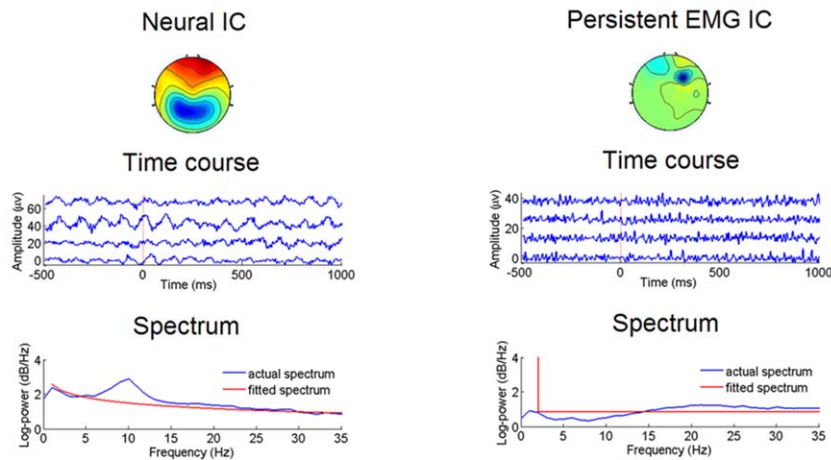 Neural IC
Time course
Amplitude (μv)
60
40
20
0
-500
0
500
1000
Time (ms)
Spectrum
Log-power (dB/Hz)
4
2
0
actual spectrum
fitted spectrum
0
5
10
15
20
25
30
35
Frequency (Hz)
Persistent EMG IC
Time course
Amplitude (μv)
40
20
0
-500
0
500
1000
Time (ms)
Spectrum
Log-power (dB/Hz)
4
2
0
actual spectrum
fitted spectrum
0
5
10
15
20
25
30
35
Frequency (Hz)